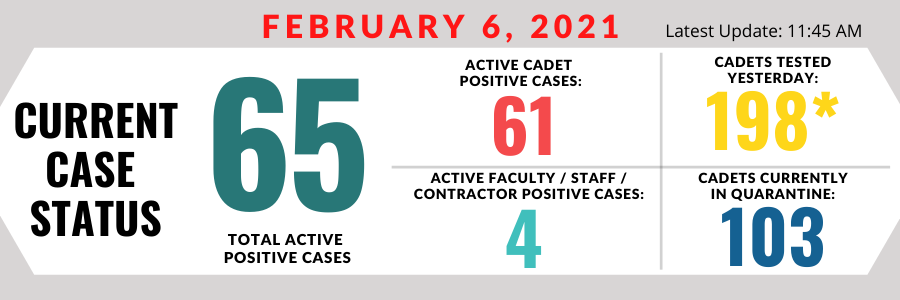 FEBRUARY 6, 2021
Latest Update: 11:45 AM
CURRENT
CASE
STATUS
65
TOTAL ACTIVE
POSITIVE CASES
ACTIVE CADET
POSITIVE CASES:
61
ACTIVE FACULTY / STAFF /
CONTRACTOR POSITIVE CASES:
4
CADETS TESTED
YESTERDAY:
198*
CADETS CURRENTLY
IN QUARANTINE:
103